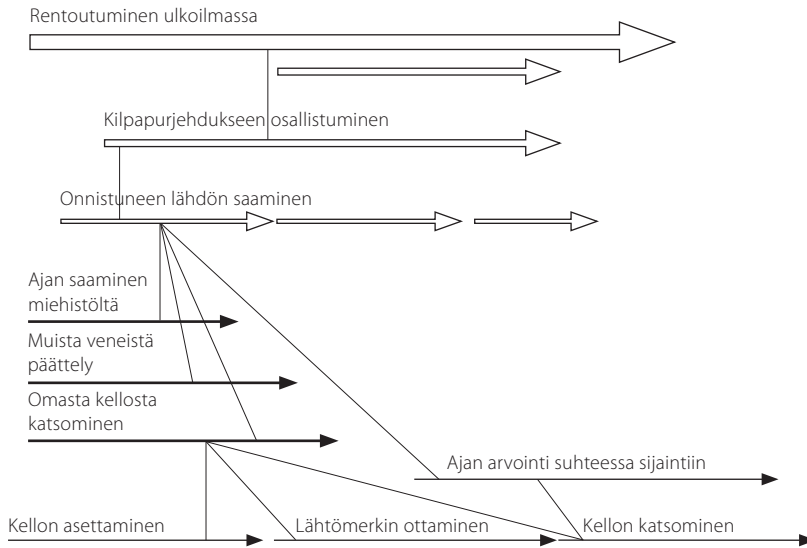 Rentoutuminen ulkoilmassa
Kilpapurjehdukseen osallistuminen
Onnistuneen lähdön saaminen
Ajan saaminen
miehistöltä
Muista veneistä
päättely
Omasta kellosta
katsominen
Ajan arvointi suhteessa sijaintiin
Kellon asettaminen
Lähtömerkin ottaminen
Kellon katsominen